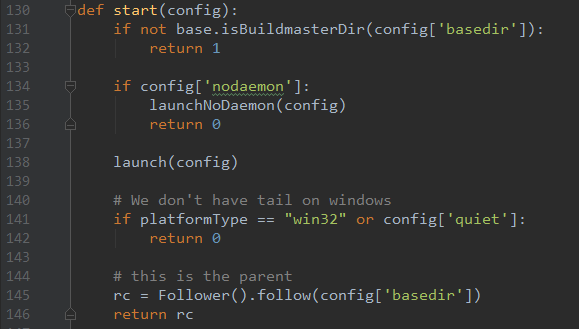 130 def start(config):
131     if not base.isBuildmasterDir(config['basedir']):
132         return 1
133
134     if config['nodaemon']:
135         launchNoDaemon(config)
136         return 0
137
138     launch(config)
139
140     # We don't have tail on windows
141     if platformType == "win32" or config['quiet']:
142         return 0
143
144     # this is the parent
145     rc = Follower().follow(config['basedir'])
146     return rc